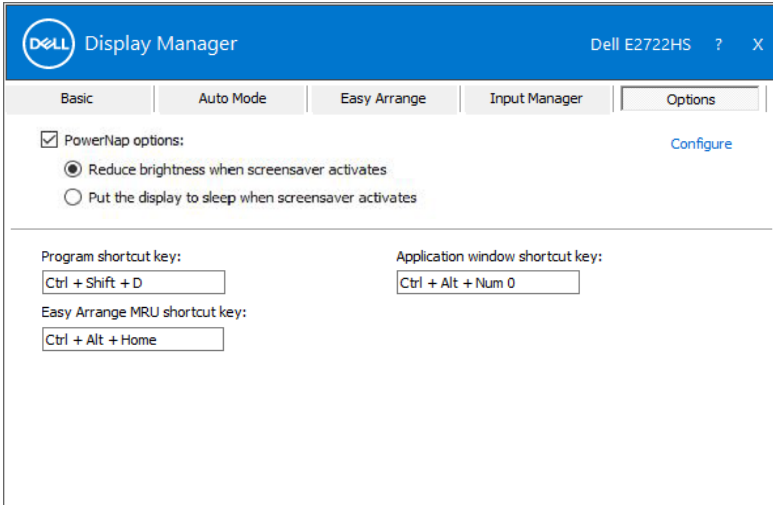 DELL Display Manager Dell E2722HS ? X
Basic Auto Mode Easy Arrange Input Manager Options
PowerNap options: Configure
Reduce brightness when screensaver activates
Put the display to sleep when screensaver activates
Program shortcut key: Application window shortcut key:
Ctrl + Shift + D Ctrl + Alt + Num 0
Easy Arrange MRU shortcut key:
Ctrl + Alt + Home